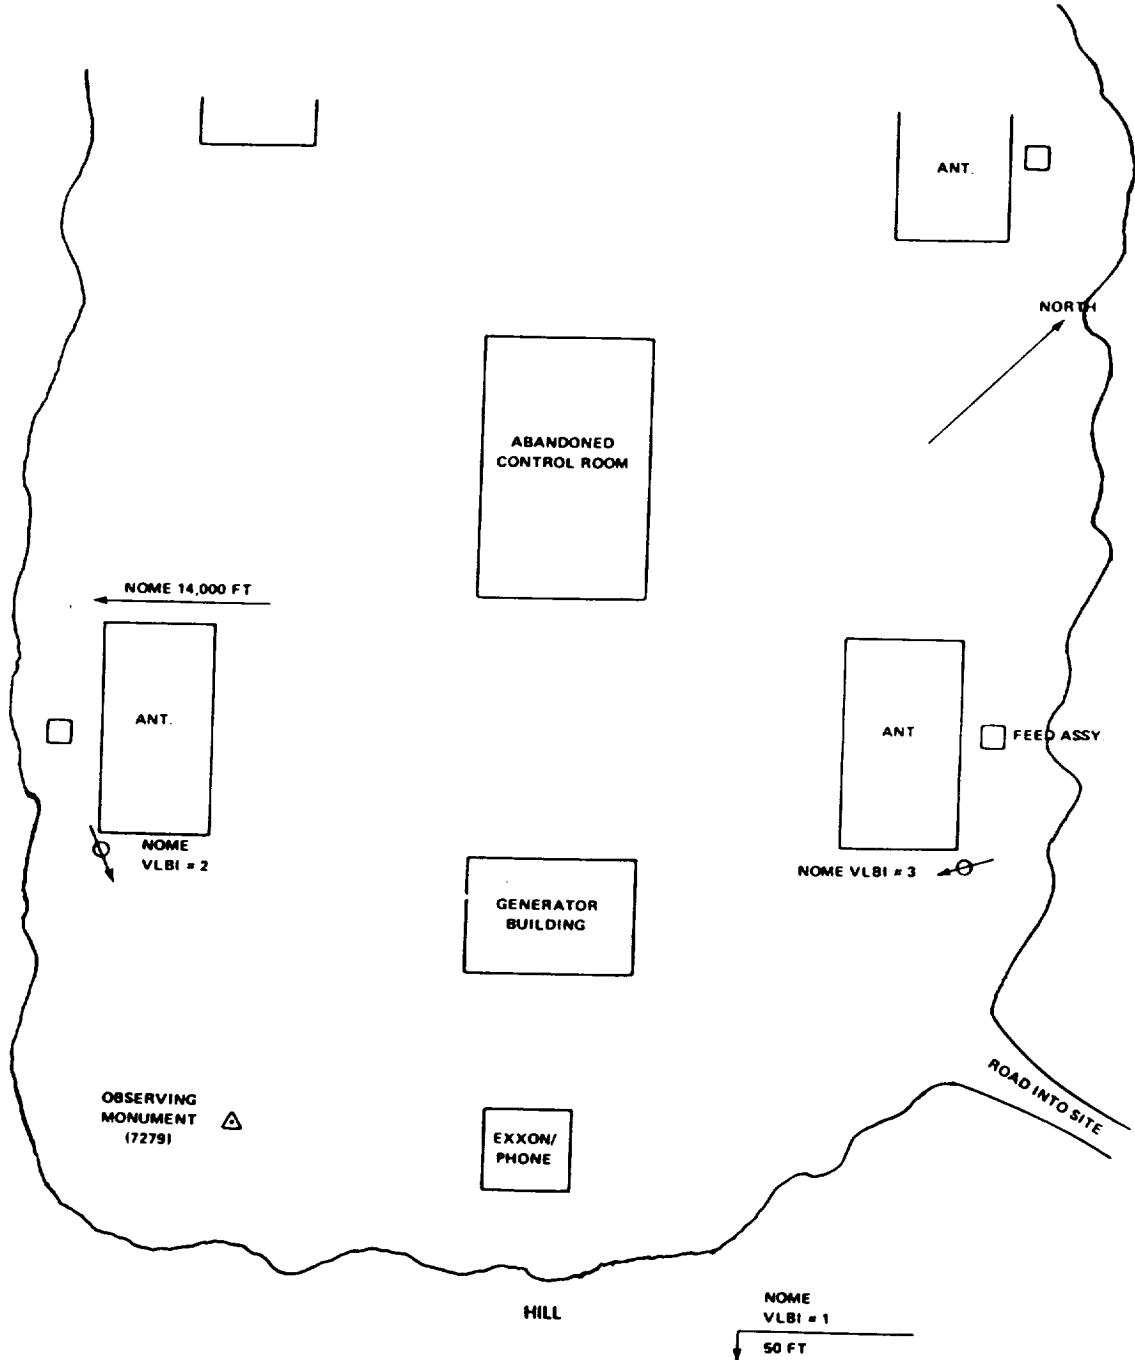 ANT.
NORTH
ABANDONED
CONTROL ROOM
NOME 14,000 FT
ANT.
ANT
FEED ASSY.
NOME
VLBI = 2
NOME VLBI = 3
GENERATOR
BUILDING
ROAD INTO SITE
OBSERVING
MONUMENT
(7279)
EXXON/
PHONE
HILL
NOME
VLBI = 1
50 FT